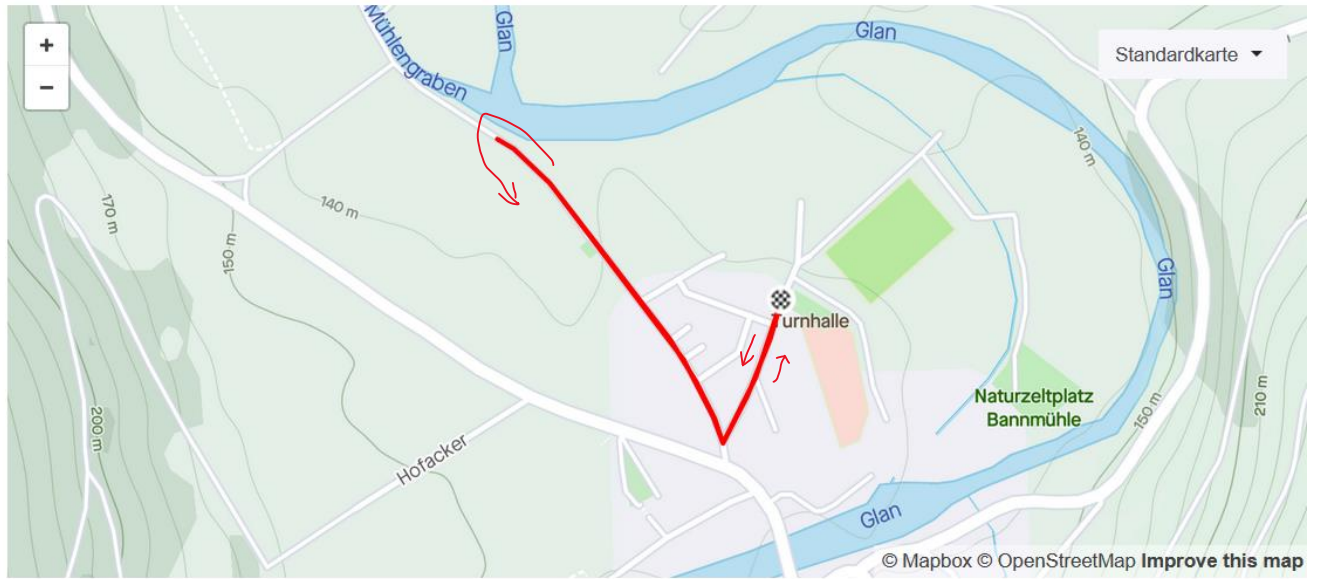 +
−
Mühlengraben
Glan
Glan
Standardkarte
140 m
170 m
140 m
150 m
Glan
Turnhalle
Naturzeltplatz
Bannmühle
150 m
210 m
200 m
Hofacker
Glan
© Mapbox © OpenStreetMap Improve this map